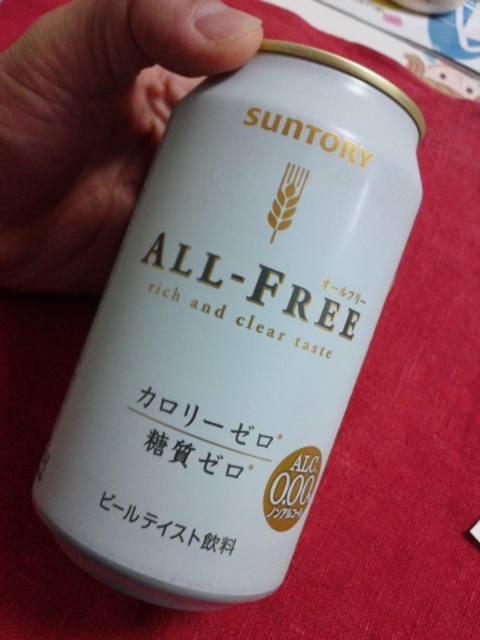 SUNTORY
オールフリー
ALL-FREE
rich and clear taste
カロリーゼロ*
糖質ゼロ*
ALC.
0.00
ノンアルコール
ビールテイスト飲料